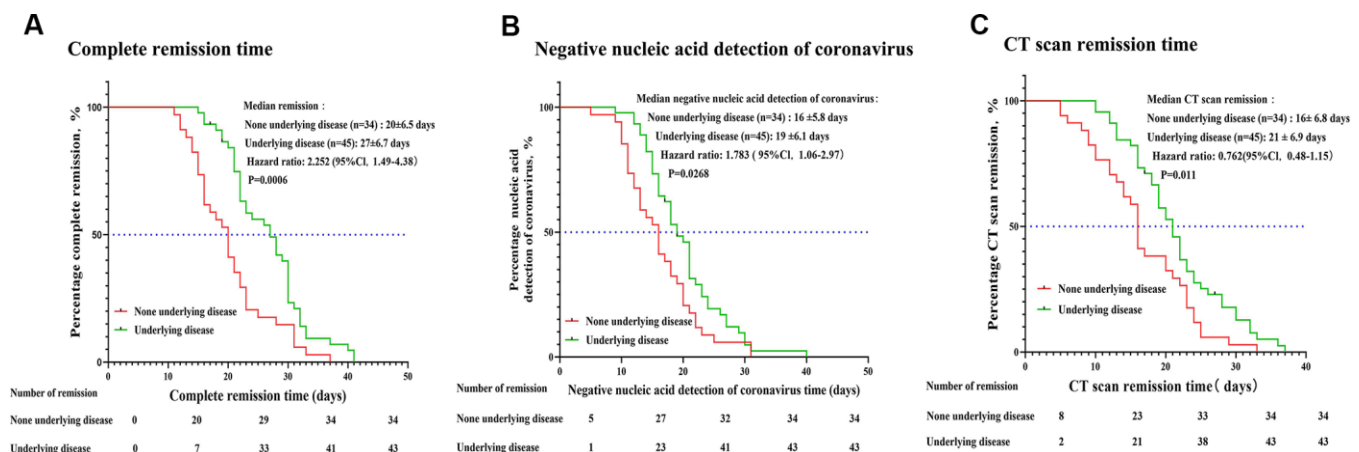 A
Complete remission time
Percentage complete remission, %
100
50
0
Median remission :
None underlying disease (n=34) : 20±6.5 days
Underlying disease (n=45): 27±6.7 days
Hazard ratio: 2.252 (95%CI, 1.49-4.38)
P=0.0006
None underlying disease
Underlying disease
0 10 20 30 40 50
Complete remission time (days)
Number of remission
None underlying disease 0 20 29 34 34
Underlying disease 0 7 33 41 43
B
Negative nucleic acid detection of coronavirus
Percentage nucleic acid
detection of coronavirus, %
100
50
0
Median negative nucleic acid detection of coronavirus:
None underlying disease (n=34) : 16 ±5.8 days
Underlying disease (n=45): 19 ±6.1 days
Hazard ratio: 1.783 ( 95%CI, 1.06-2.97)
P=0.0268
None underlying disease
Underlying disease
0 10 20 30 40 50
Negative nucleic acid detection of coronavirus time (days)
Number of remission
None underlying disease 5 27 32 34 34
Underlying disease 1 23 41 43 43
C
CT scan remission time
Percentage CT scan remission, %
100
50
0
Median CT scan remission :
None underlying disease (n=34) : 16± 6.8 days
Underlying disease (n=45): 21 ± 6.9 days
Hazard ratio: 0.762(95%CI, 0.48-1.15)
P=0.011
None underlying disease
Underlying disease
0 10 20 30 40
CT scan remission time( days)
Number of remission
None underlying disease 8 23 33 34 34
Underlying disease 2 21 38 43 43